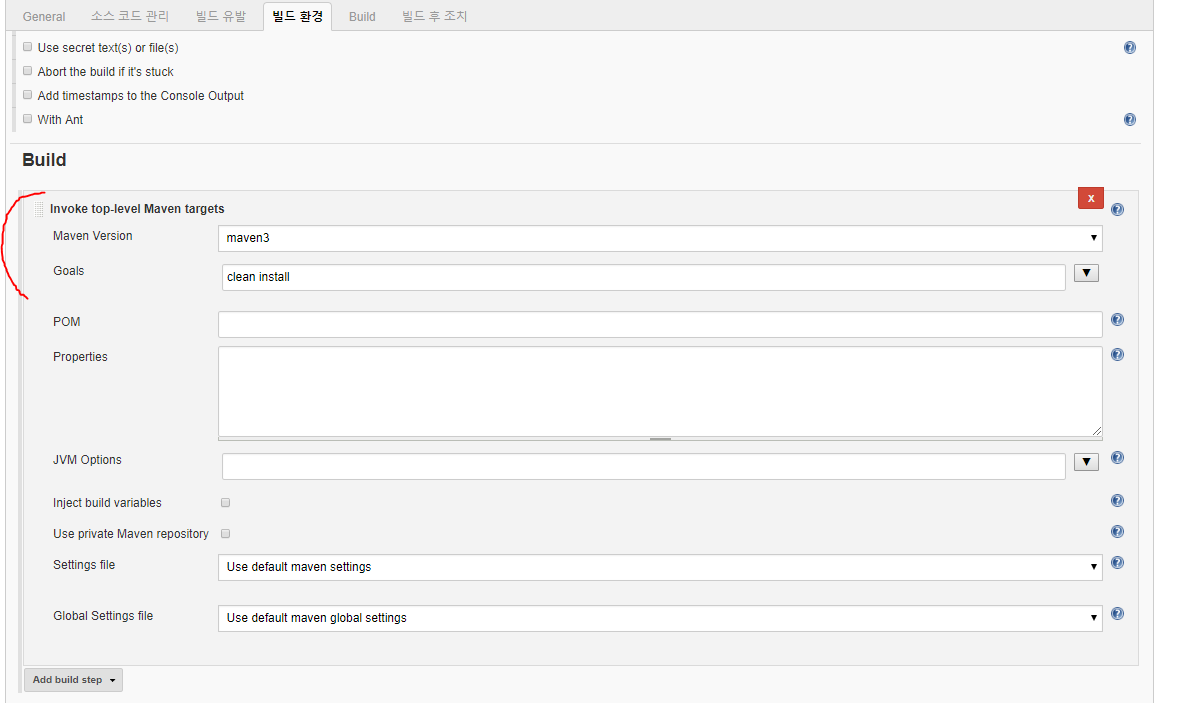 General 소스 코드 관리 빌드 유발 빌드 환경 Build 빌드 후 조치
Use secret text(s) or file(s)
Abort the build if it's stuck
Add timestamps to the Console Output
With Ant
Build
Invoke top-level Maven targets
x
Maven Version maven3
Goals clean install
POM
Properties
JVM Options
Inject build variables
Use private Maven repository
Settings file Use default maven settings
Global Settings file Use default maven global settings
Add build step